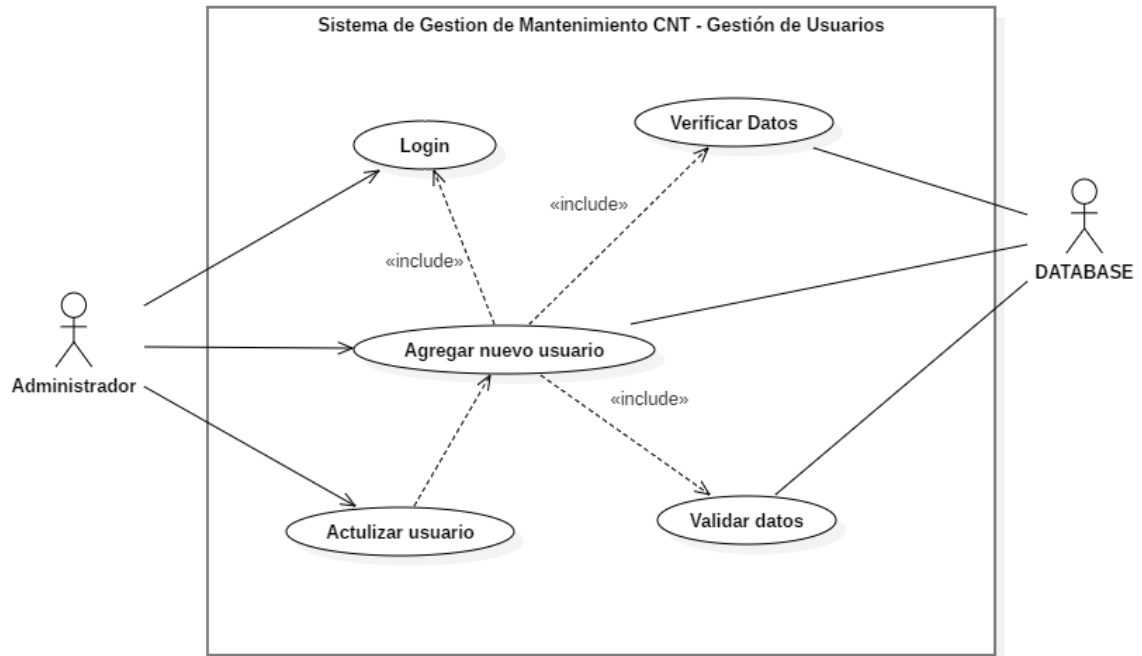 Sistema de Gestion de Mantenimiento CNT - Gestión de Usuarios
Verificar Datos
Login
«include»
«include»
DATABASE
Agregar nuevo usuario
Administrador
«include»
Validar datos
Actulizar usuario